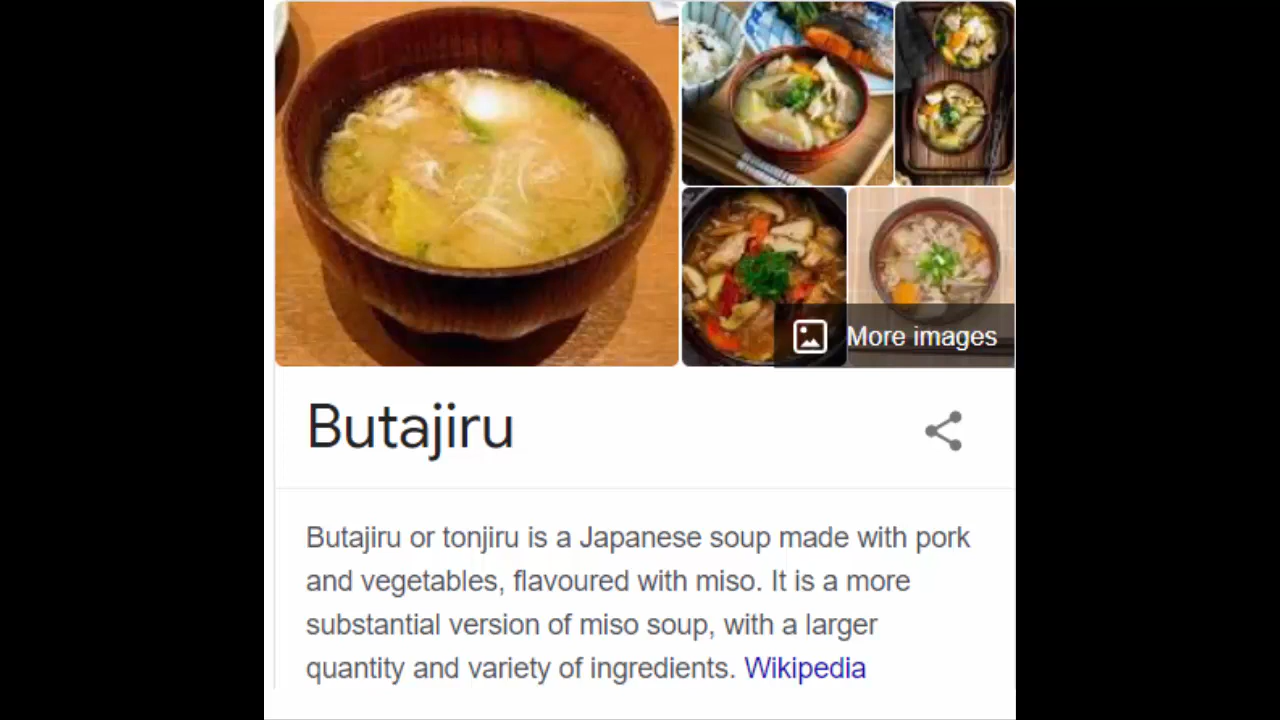 More images
Butajiru
Butajiru or tonjiru is a Japanese soup made with pork
and vegetables, flavoured with miso. It is a more
substantial version of miso soup, with a larger
quantity and variety of ingredients. Wikipedia